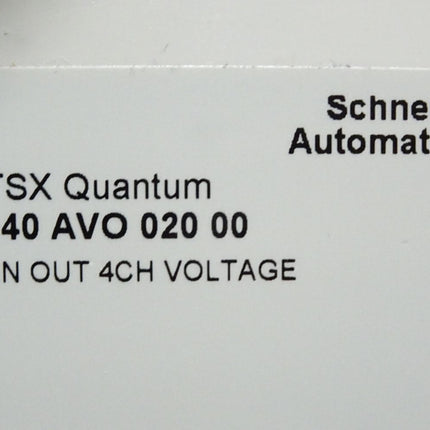 Schne
Automat
TSX Quantum
40 AVO 020 00
N OUT 4CH VOLTAGE